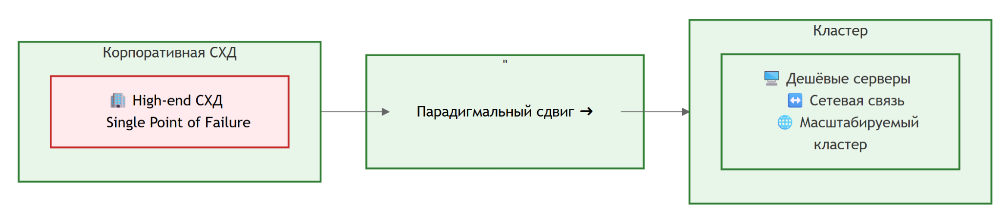 Корпоративная СХД
🏢 High-end СХД
Single Point of Failure
"
Парадигмальный сдвиг →
Кластер
🖥️ Дешёвые серверы
↔️ Сетевая связь
🌐 Масштабируемый
кластер